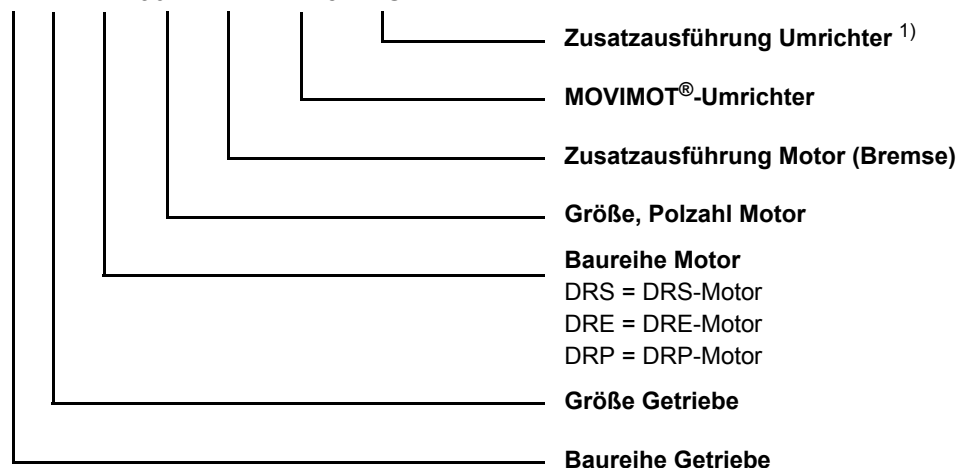 Zusatzausführung Umrichter 1)
MOVIMOT®-Umrichter
Zusatzausführung Motor (Bremse)
Größe, Polzahl Motor
Baureihe Motor
DRS = DRS-Motor
DRE = DRE-Motor
DRP = DRP-Motor
Größe Getriebe
Baureihe Getriebe